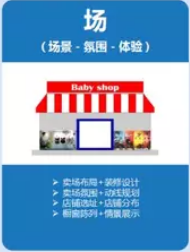 场
（场景-氛围-体验）
Baby shop
➢ 卖场布局+装修设计
➢ 卖场氛围+动线规划
➢ 店铺选址+店铺分布
➢ 橱窗陈列+情景展示